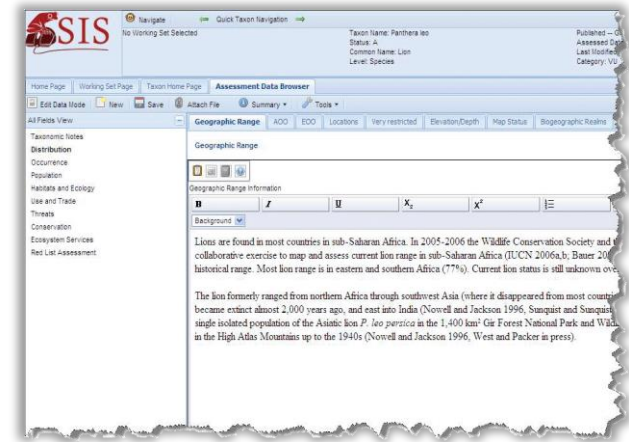 SIS
Navigate
Quick Taxon Navigation
No Working Set Selected
Taxon Name: Panthera leo
Status: A
Common Name: Lion
Level: Species
Published --
Assessed
Last Modified
Category: VU
Home Page Working Set Page Taxon Home Page Assessment Data Browser
Edit Data Mode New Save Attach File Summary Tools
All Fields View
Taxonomic Notes
Distribution
Occurrence
Population
Habitats and Ecology
Use and Trade
Threats
Conservation
Ecosystem Services
Red List Assessment
Geographic Range AOO EOO Locations Very restricted Elevation/Depth Map Status Biogeographic Realms
Geographic Range
Geographic Range Information
B I U X2 X2
Background
Lions are found in most countries in sub-Saharan Africa. In 2005-2006 the Wildlife Conservation Society and
collaborative exercise to map and assess current lion range in sub-Saharan Africa (IUCN 2006a,b; Bauer
historical range. Most lion range is in eastern and southern Africa (77%). Current lion status is still unknown
The lion formerly ranged from northern Africa through southwest Asia (where it disappeared from most
became extinct almost 2,000 years ago, and east into India (Nowell and Jackson 1996, Sunquist and Sunquist
single isolated population of the Asiatic lion P. leo persica in the 1,400 km² Gir Forest National Park and
in the High Atlas Mountains up to the 1940s (Nowell and Jackson 1996, West and Packer in press).